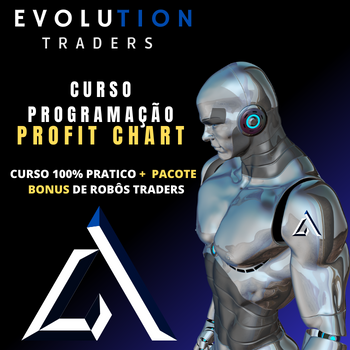 EVOLUTION
TRADERS
CURSO
PROGRAMAÇÃO
PROFIT CHART
CURSO 100% PRATICO + PACOTE
BONUS DE ROBÔS TRADERS